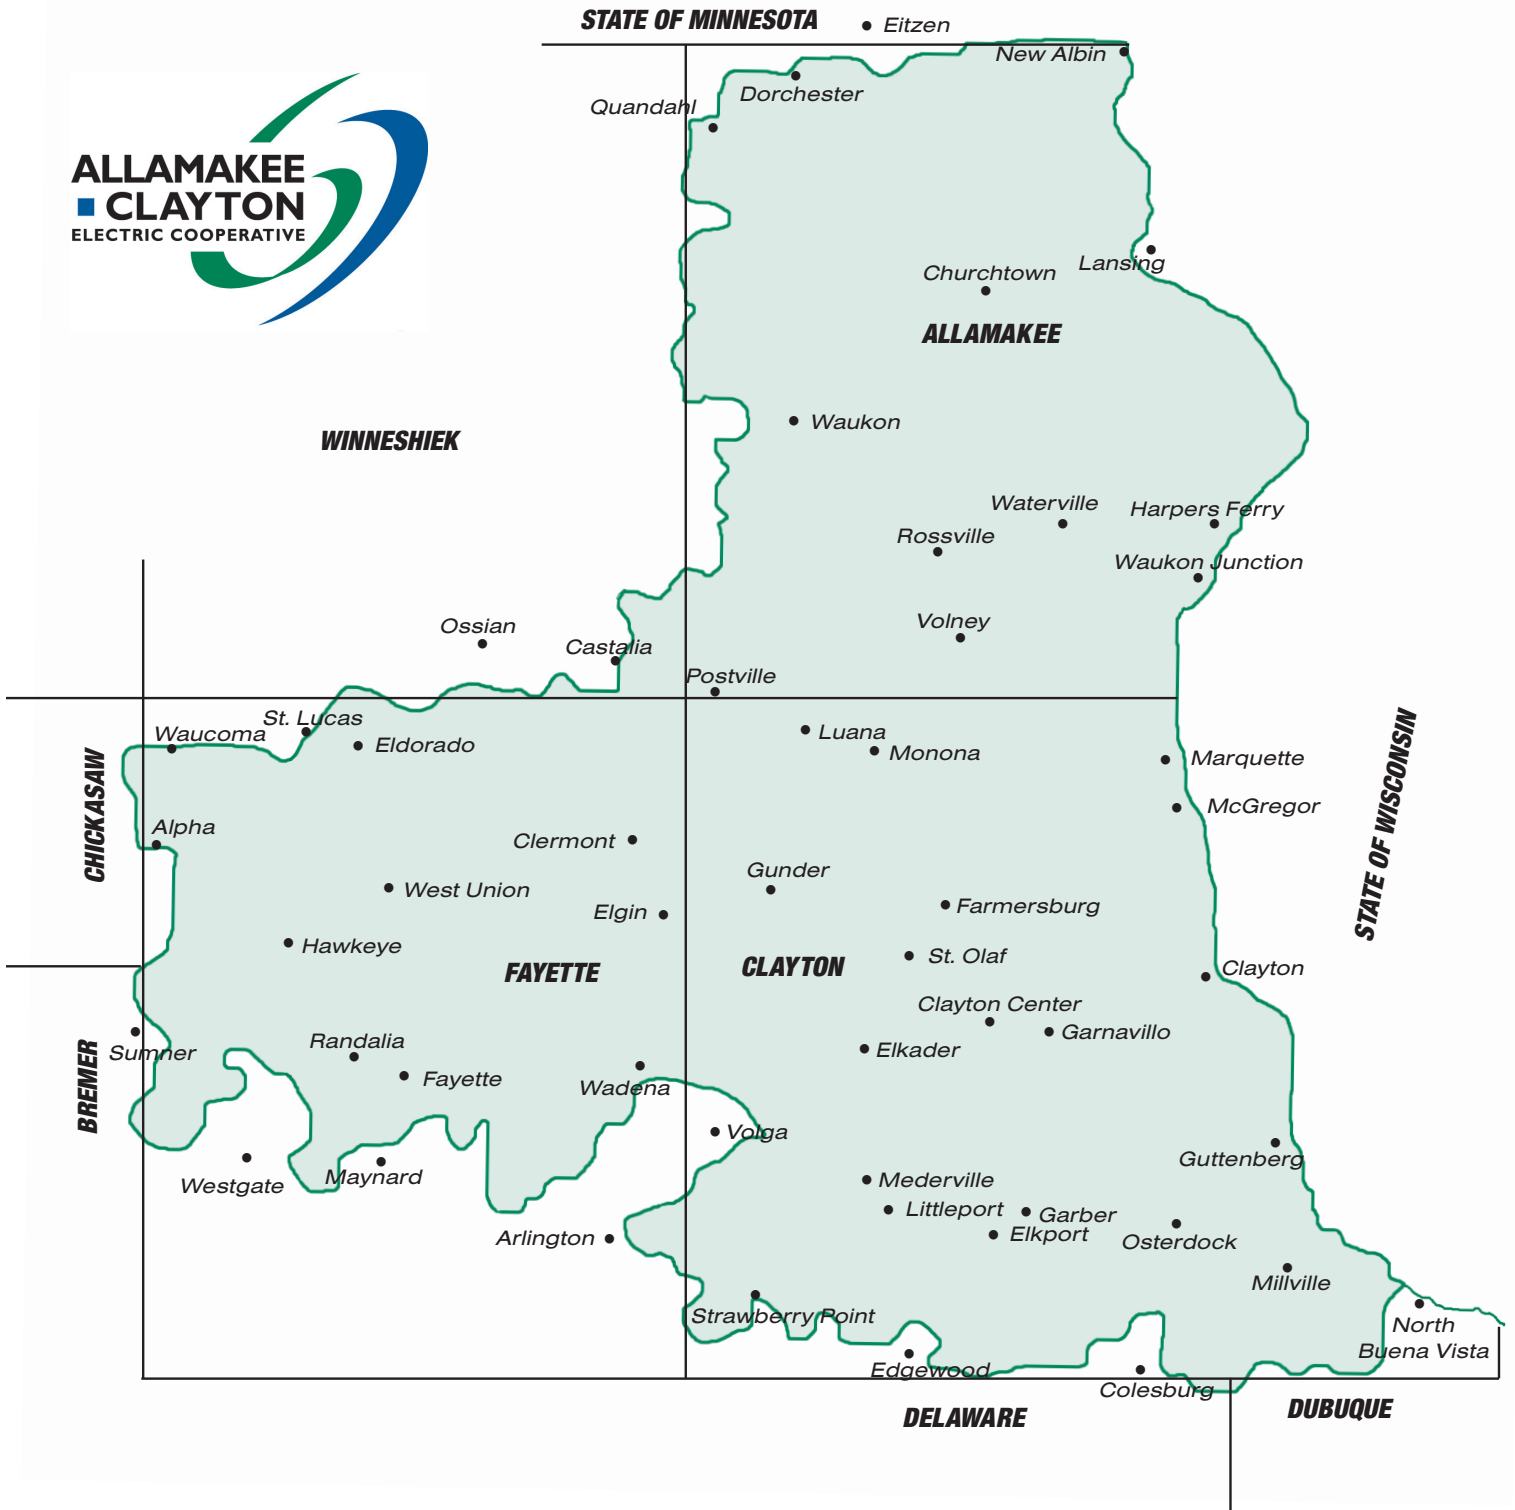 STATE OF MINNESOTA
Eitzen
New Albin
Dorchester
Quandahl
ALLAMAKEE
CLAYTON
ELECTRIC COOPERATIVE
Lansing
Churchtown
ALLAMAKEE
Waukon
WINNESHIEK
Waterville
Harpers Ferry
Rossville
Waukon Junction
Volney
Ossian
Castalia
Postville
St. Lucas
Waucoma
Eldorado
Luana
Monona
Marquette
McGregor
CHICKASAW
STATE OF WISCONSIN
Alpha
Clermont
Gunder
West Union
Elgin
Farmersburg
Hawkeye
FAYETTE
CLAYTON
St. Olaf
Clayton
Clayton Center
Garnavillo
Elkader
Randalia
Sumner
BREMER
Fayette
Wadena
Volga
Guttenberg
Westgate
Maynard
Mederville
Littleport
Garber
Elkport
Osterdock
Arlington
Millville
Strawberry Point
North
Buena Vista
Edgewood
Colesburg
DELAWARE
DUBUQUE